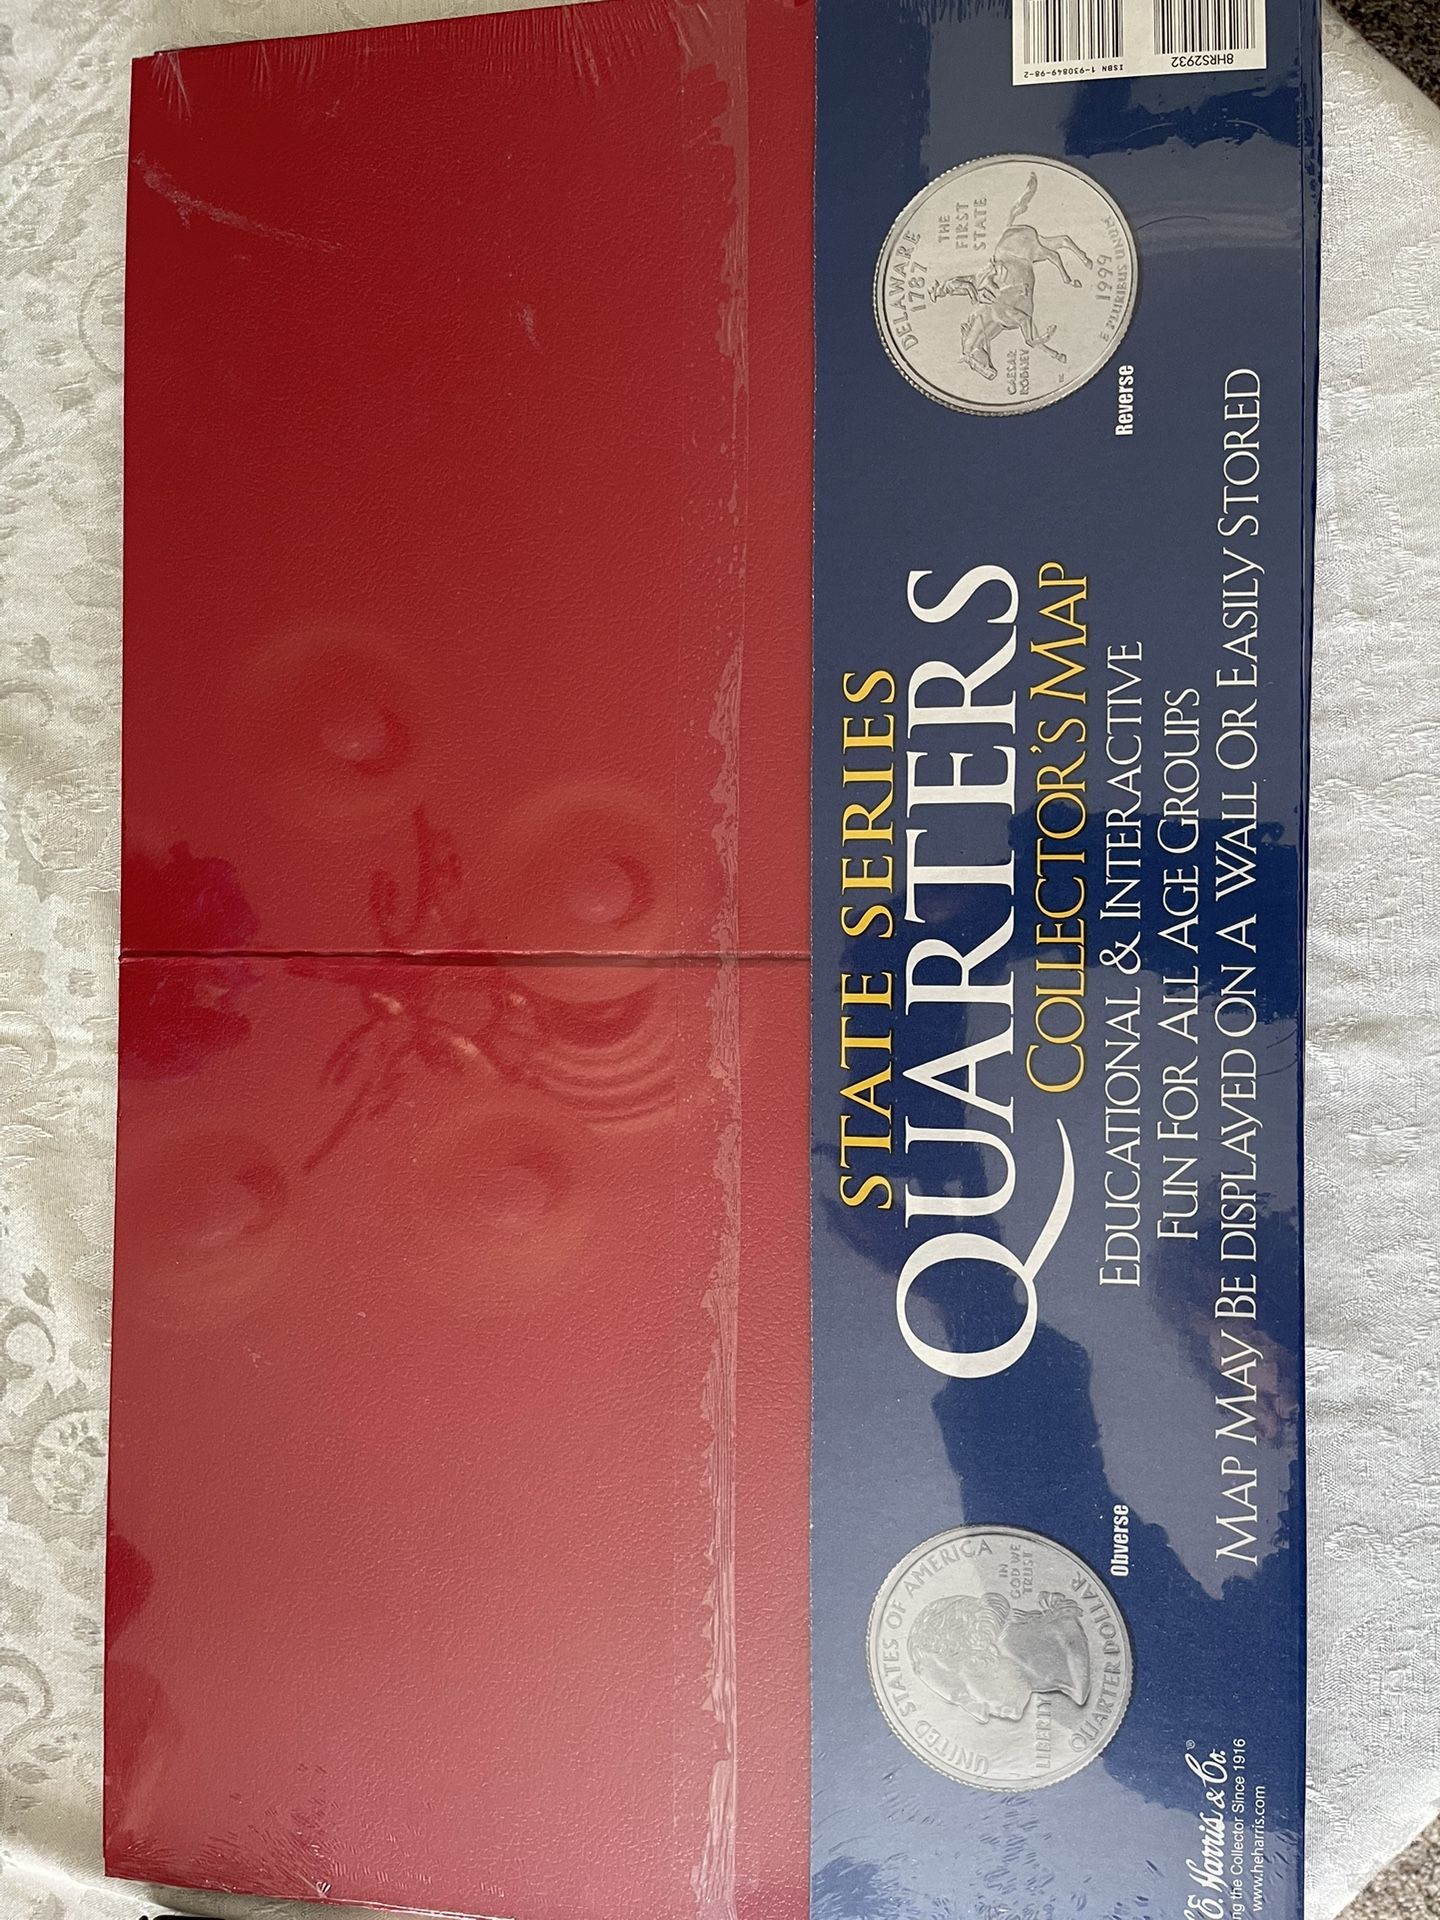 STATE SERIES
QUARTERS
COLLECTOR'S MAP
EDUCATIONAL & INTERACTIVE
FUN FOR ALL AGE GROUPS
MAP MAY BE DISPLAYED ON A WALL OR EASILY STORED
UNITED STATES OF AMERICA
LIBERTY
IN
GOD WE
TRUST
QUARTER DOLLAR
Obverse
DELAWARE
1787
THE
FIRST
STATE
CAESAR
RODNEY
1999
E PLURIBUS UNUM
Reverse
ISBN 1-930849-98-2
8HRS2932
E. Harris & Co.®
the Collector Since 1916
www.heharris.com